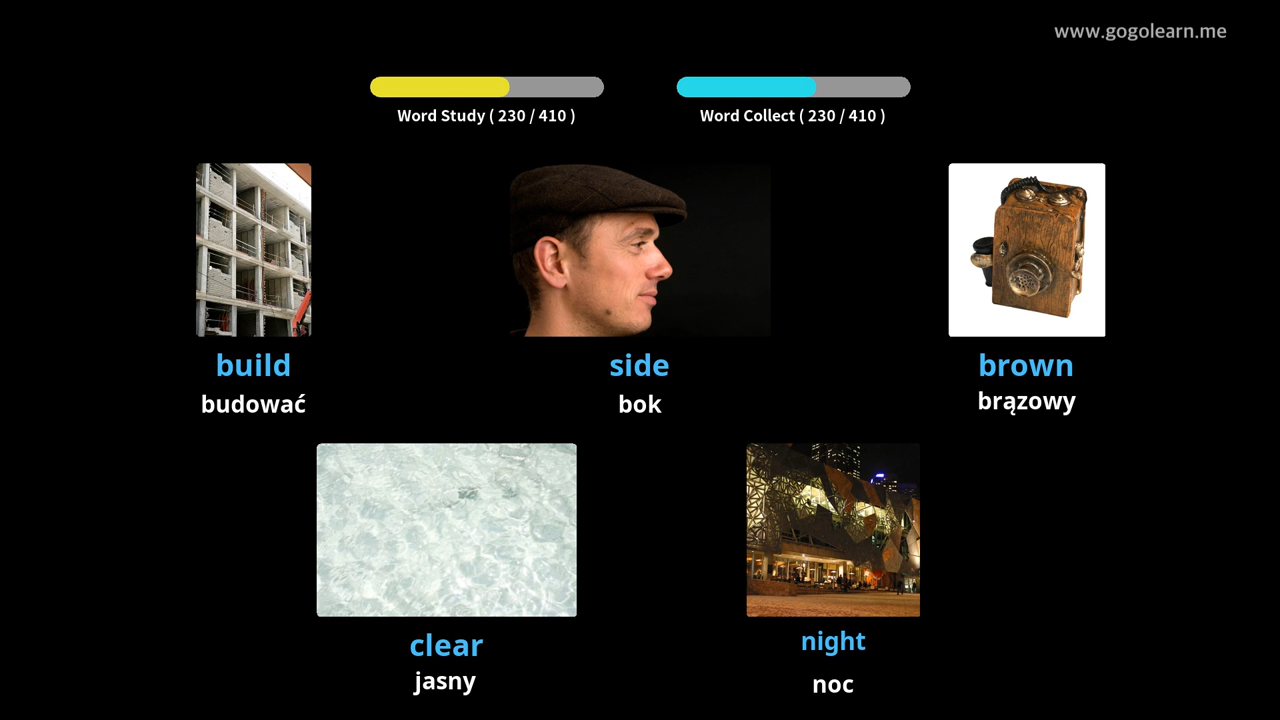 www.gogolearn.me
Word Study ( 230 / 410 )
Word Collect ( 230 / 410 )
build
budować
side
bok
brown
brązowy
clear
jasny
night
noc